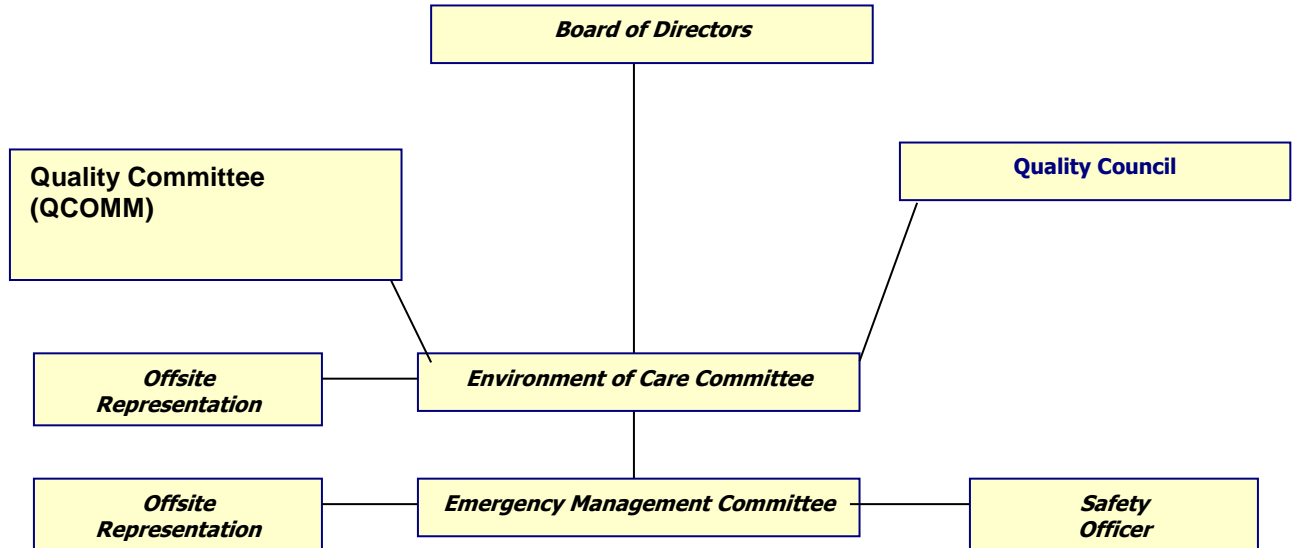 Board of Directors
Quality Committee
(QCOMM)
Quality Council
Offsite
Representation
Environment of Care Committee
Offsite
Representation
Emergency Management Committee
Safety
Officer